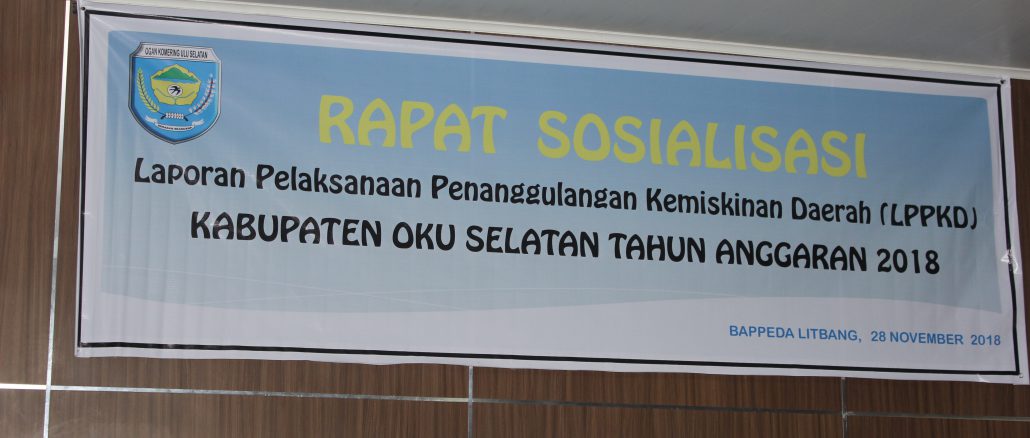 OGAN KOMERING ULU SELATAN
RAPAT SOSIALISASI
Laporan Pelaksanaan Penanggulangan Kemiskinan Daerah (LPPKD)
KABUPATEN OKU SELATAN TAHUN ANGGARAN 2018
BAPPEDA LITBANG, 28 NOVEMBER 2018